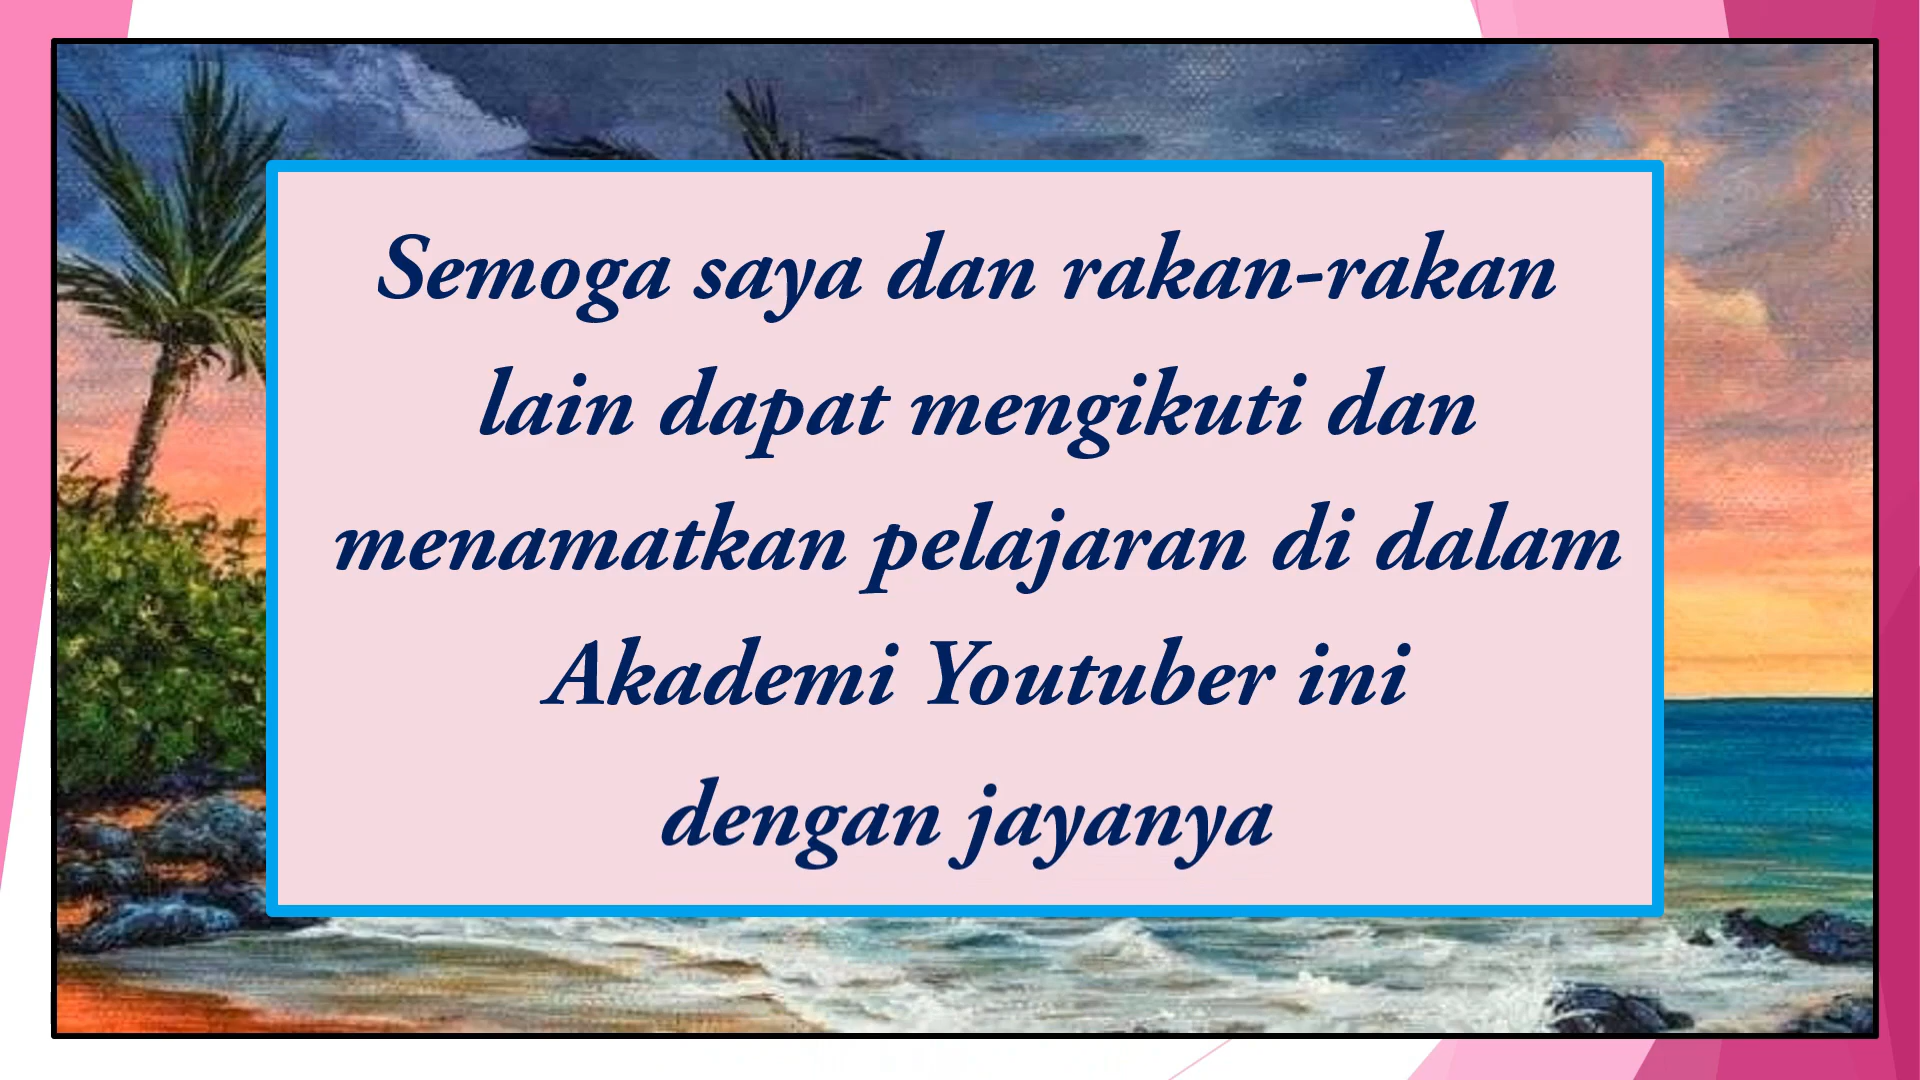 Semoga saya dan rakan-rakan
lain dapat mengikuti dan
menamatkan pelajaran di dalam
Akademi Youtuber ini
dengan jayanya